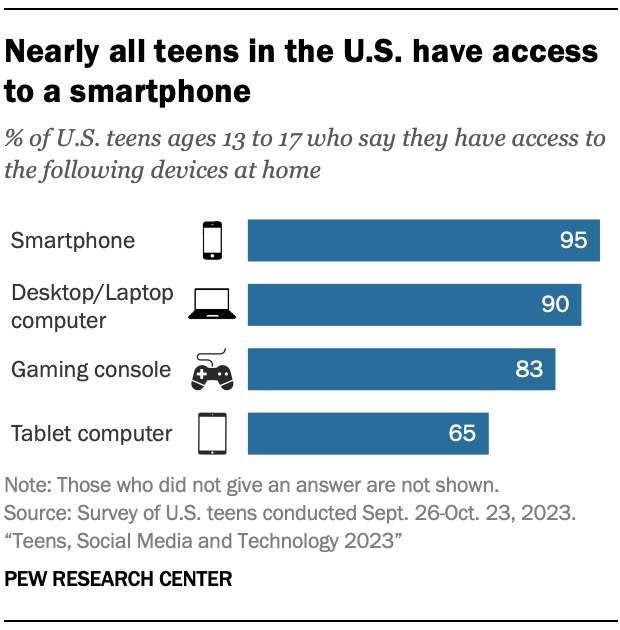 Nearly all teens in the U.S. have access
to a smartphone
% of U.S. teens ages 13 to 17 who say they have access to
the following devices at home
Smartphone 95
Desktop/Laptop
computer 90
Gaming console 83
Tablet computer 65
Note: Those who did not give an answer are not shown.
Source: Survey of U.S. teens conducted Sept. 26-Oct. 23, 2023.
“Teens, Social Media and Technology 2023”
PEW RESEARCH CENTER